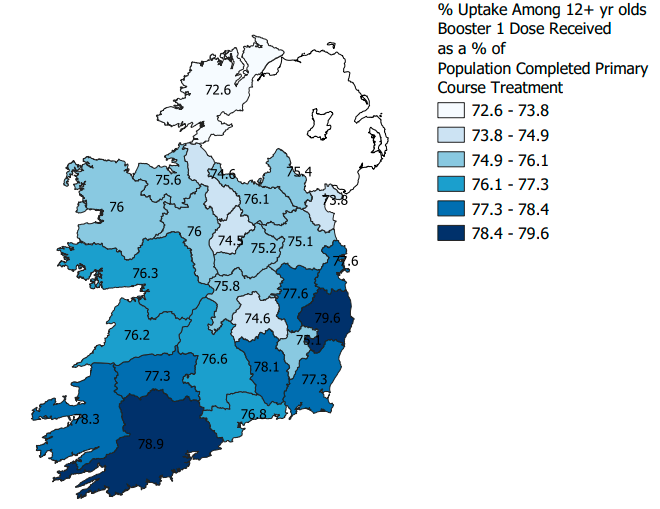 % Uptake Among 12+ yr olds
Booster 1 Dose Received
as a % of
Population Completed Primary
Course Treatment
72.6 - 73.8
73.8 - 74.9
74.9 - 76.1
76.1 - 77.3
77.3 - 78.4
78.4 - 79.6
72.6
75.6
74.6
75.4
76
76.1
73.8
76
74.5
75.2
75.1
77.6
76.3
75.8
77.6
76.2
74.6
79.6
76.6
78.1
77.3
77.3
78.3
76.8
78.9